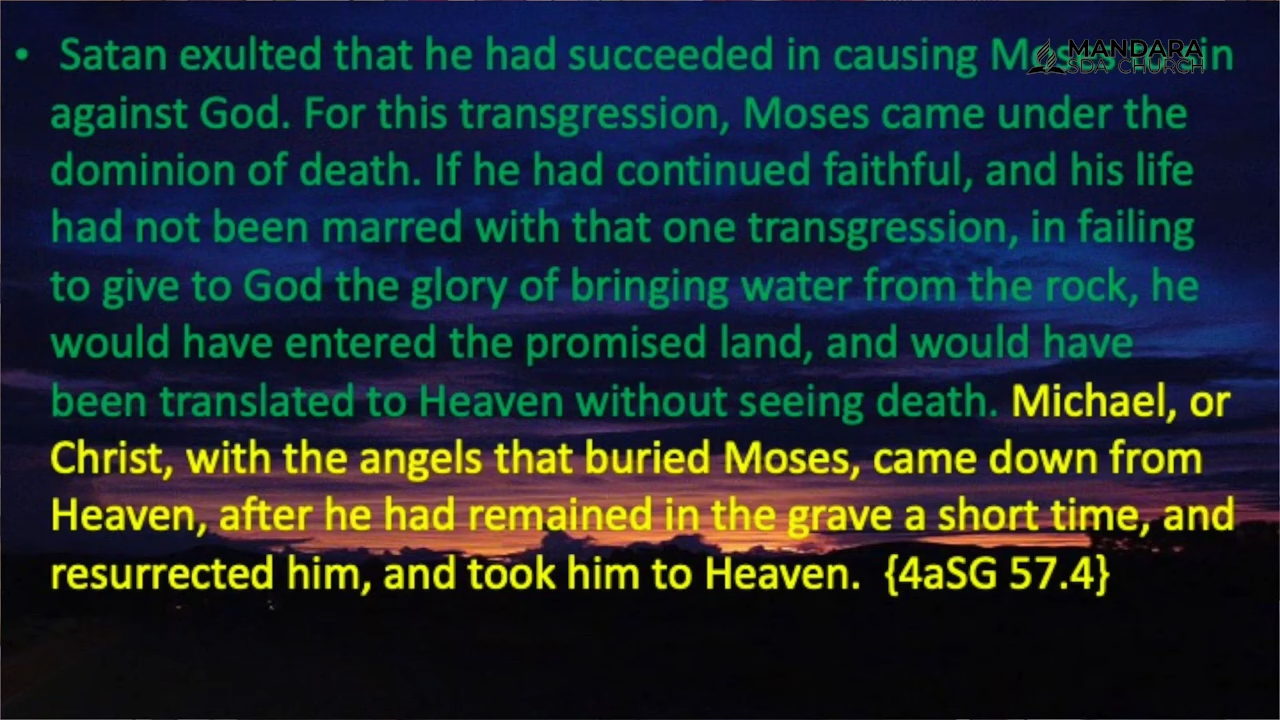 • Satan exulted that he had succeeded in causing Moses in
against God. For this transgression, Moses came under the
dominion of death. If he had continued faithful, and his life
had not been marred with that one transgression, in failing
to give to God the glory of bringing water from the rock, he
would have entered the promised land, and would have
been translated to Heaven without seeing death. Michael, or
Christ, with the angels that buried Moses, came down from
Heaven, after he had remained in the grave a short time, and
resurrected him, and took him to Heaven. {4aSG 57.4}
MANDARA
SDA CHURCH